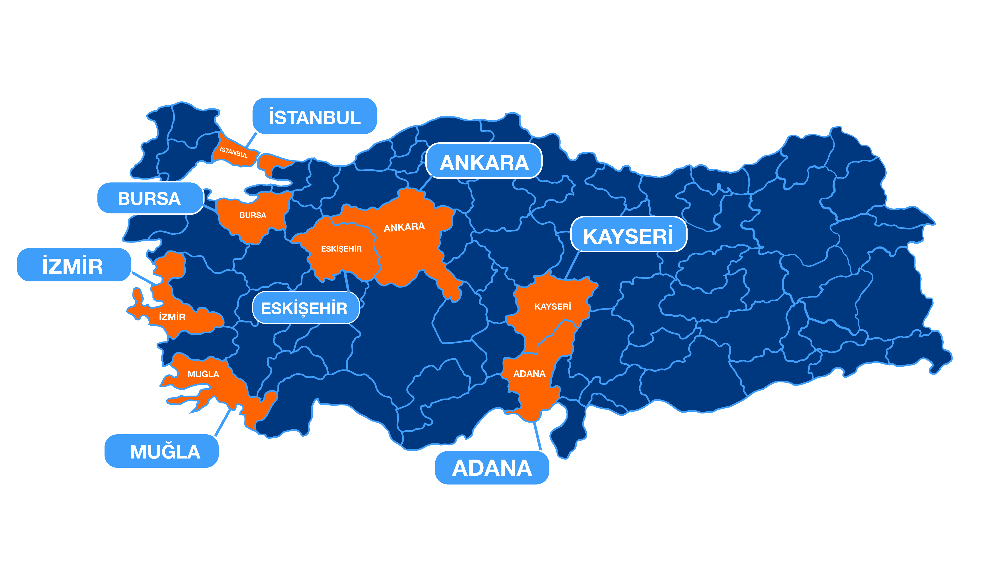 İSTANBUL
İSTANBUL
ANKARA
BURSA
BURSA
ANKARA
KAYSERİ
ESKİŞEHİR
İZMİR
ESKİŞEHİR
KAYSERİ
İZMİR
MUĞLA
ADANA
MUĞLA
ADANA